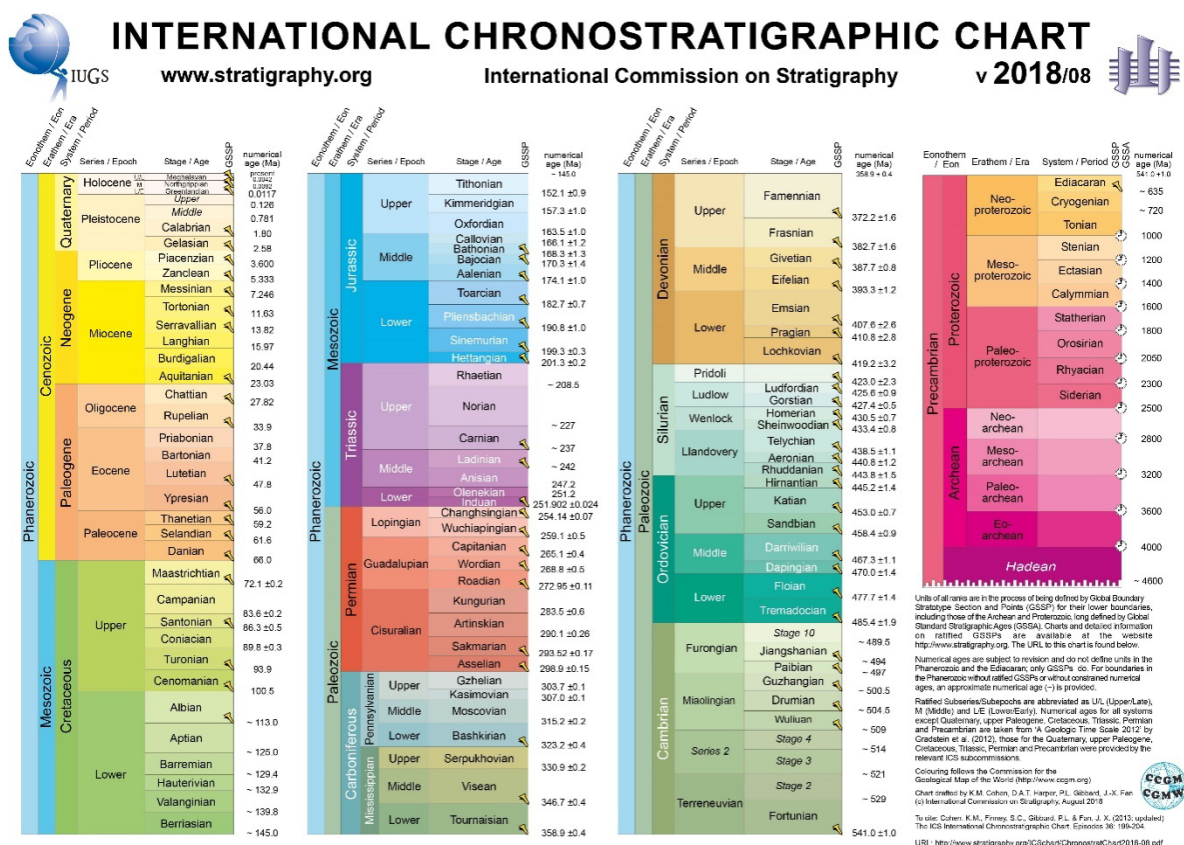 INTERNATIONAL CHRONOSTRATIGRAPHIC CHART
IUGS
www.stratigraphy.org
International Commission on Stratigraphy
v 2018/08
Eonothem / Eon
Erathem / Era
System / Period
Series / Epoch
Stage / Age
GSSP
numerical age (Ma)
Phanerozoic
Cenozoic
Mesozoic
Quaternary
Neogene
Paleogene
Cretaceous
Holocene
U/L
M
L/E
Meghalayan
Northgrippian
Greenlandian
Pleistocene
Upper
Middle
Calabrian
Gelasian
Pliocene
Piacenzian
Zanclean
Miocene
Messinian
Tortonian
Serravallian
Langhian
Burdigalian
Aquitanian
Oligocene
Chattian
Rupelian
Eocene
Priabonian
Bartonian
Lutetian
Ypresian
Paleocene
Thanetian
Selandian
Danian
Upper
Maastrichtian
Campanian
Santonian
Coniacian
Turonian
Cenomanian
Lower
Albian
Aptian
Barremian
Hauterivian
Valanginian
Berriasian
present
0.0042
0.0082
0.0117
0.126
0.781
1.80
2.58
3.600
5.333
7.246
11.63
13.82
15.97
20.44
23.03
27.82
33.9
37.8
41.2
47.8
56.0
59.2
61.6
66.0
72.1 ±0.2
83.6 ±0.2
86.3 ±0.5
89.8 ±0.3
93.9
100.5
~ 113.0
~ 125.0
~ 129.4
~ 132.9
~ 139.8
~ 145.0
Eonothem / Eon
Erathem / Era
System / Period
Series / Epoch
Stage / Age
GSSP
numerical age (Ma)
Phanerozoic
Mesozoic
Paleozoic
Jurassic
Triassic
Permian
Carboniferous
Pennsylvanian
Mississippian
Upper
Tithonian
Kimmeridgian
Oxfordian
Middle
Callovian
Bathonian
Bajocian
Aalenian
Lower
Toarcian
Pliensbachian
Sinemurian
Hettangian
Upper
Rhaetian
Norian
Carnian
Middle
Ladinian
Anisian
Lower
Olenekian
Induan
Lopingian
Changhsingian
Wuchiapingian
Guadalupian
Capitanian
Wordian
Roadian
Cisuralian
Kungurian
Artinskian
Sakmarian
Asselian
Upper
Gzhelian
Kasimovian
Middle
Moscovian
Lower
Bashkirian
Upper
Serpukhovian
Middle
Visean
Lower
Tournaisian
~ 145.0
152.1 ±0.9
157.3 ±1.0
163.5 ±1.0
166.1 ±1.2
168.3 ±1.3
170.3 ±1.4
174.1 ±1.0
182.7 ±0.7
190.8 ±1.0
199.3 ±0.3
201.3 ±0.2
~ 208.5
~ 227
~ 237
~ 242
247.2
251.2
251.902 ±0.024
254.14 ±0.07
259.1 ±0.5
265.1 ±0.4
268.8 ±0.5
272.95 ±0.11
283.5 ±0.6
290.1 ±0.26
293.52 ±0.17
298.9 ±0.15
303.7 ±0.1
307.0 ±0.1
315.2 ±0.2
323.2 ±0.4
330.9 ±0.2
346.7 ±0.4
358.9 ±0.4
Eonothem / Eon
Erathem / Era
System / Period
Series / Epoch
Stage / Age
GSSP
numerical age (Ma)
Phanerozoic
Paleozoic
Devonian
Silurian
Ordovician
Cambrian
Upper
Famennian
Frasnian
Middle
Givetian
Eifelian
Lower
Emsian
Pragian
Lochkovian
Pridoli
Ludlow
Ludfordian
Gorstian
Wenlock
Homerian
Sheinwoodian
Llandovery
Telychian
Aeronian
Rhuddanian
Upper
Hirnantian
Katian
Sandbian
Middle
Darriwilian
Dapingian
Lower
Floian
Tremadocian
Furongian
Stage 10
Jiangshanian
Paibian
Miaolingian
Guzhangian
Drumian
Wuliuan
Series 2
Stage 4
Stage 3
Terreneuvian
Stage 2
Fortunian
358.9 ±0.4
372.2 ±1.6
382.7 ±1.6
387.7 ±0.8
393.3 ±1.2
407.6 ±2.6
410.8 ±2.8
419.2 ±3.2
423.0 ±2.3
425.6 ±0.9
427.4 ±0.5
430.5 ±0.7
433.4 ±0.8
438.5 ±1.1
440.8 ±1.2
443.8 ±1.5
445.2 ±1.4
453.0 ±0.7
458.4 ±0.9
467.3 ±1.1
470.0 ±1.4
477.7 ±1.4
485.4 ±1.9
~ 489.5
~ 494
~ 497
~ 500.5
~ 504.5
~ 509
~ 514
~ 521
~ 529
541.0 ±1.0
Eonothem / Eon
Erathem / Era
System / Period
GSSP
GSSA
numerical age (Ma)
Precambrian
Proterozoic
Archean
Neo-proterozoic
Ediacaran
Cryogenian
Tonian
Meso-proterozoic
Stenian
Ectasian
Calymmian
Paleo-proterozoic
Statherian
Orosirian
Rhyacian
Siderian
Neo-archean
Meso-archean
Paleo-archean
Eo-archean
Hadean
541.0 ±1.0
~ 635
~ 720
1000
1200
1400
1600
1800
2050
2300
2500
2800
3200
3600
4000
~ 4600
Units of all ranks are in the process of being defined by Global Boundary
Stratotype Section and Points (GSSP) for their lower boundaries,
including those of the Archean and Proterozoic, long defined by Global
Standard Stratigraphic Ages (GSSA). Charts and detailed information
on ratified GSSPs are available at the website
http://www.stratigraphy.org. The URL to this chart is found below.
Numerical ages are subject to revision and do not define units in the
Phanerozoic and the Ediacaran; only GSSPs do. For boundaries in
the Phanerozoic without ratified GSSPs or without constrained numerical
ages, an approximate numerical age (~) is provided.
Ratified Subseries/Subepochs are abbreviated as U/L (Upper/Late),
M (Middle) and L/E (Lower/Early). Numerical ages for all systems
except Quaternary, upper Paleogene, Cretaceous, Triassic, Permian
and Precambrian are taken from 'A Geologic Time Scale 2012' by
Gradstein et al. (2012), those for the Quaternary, upper Paleogene,
Cretaceous, Triassic, Permian and Precambrian were provided by the
relevant ICS subcommissions.
Colouring follows the Commission for the
Geological Map of the World (http://www.ccgm.org)
Chart drafted by K.M. Cohen, D.A.T. Harper, P.L. Gibbard, J.-X. Fan
(c) International Commission on Stratigraphy, August 2018
CCGM
CGMW
To cite: Cohen, K.M., Finney, S.C., Gibbard, P.L. & Fan, J. X. (2013; updated)
The ICS International Chronostratigraphic Chart. Episodes 36: 199-204.
URL: http://www.stratigraphy.org/ICSchart/ChronostratChart2018-08.pdf